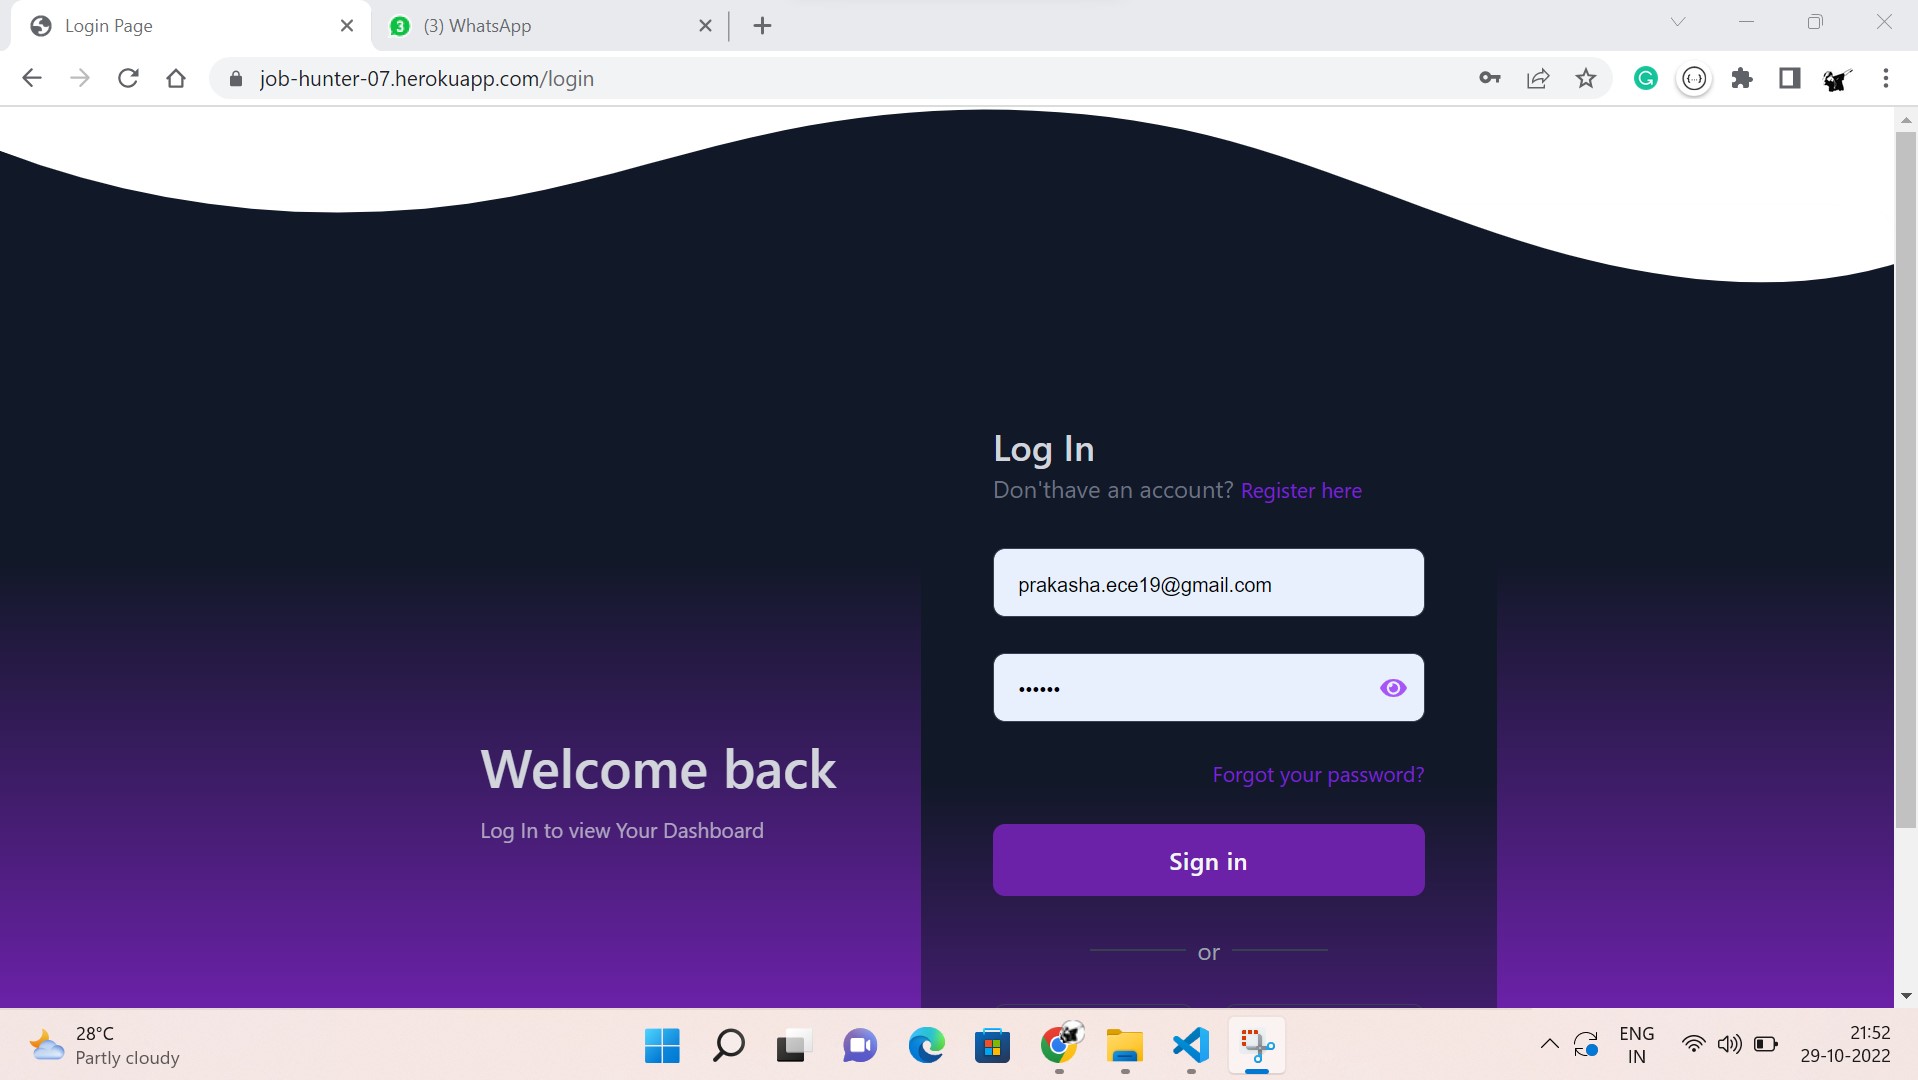 Login Page
3 (3) WhatsApp
job-hunter-07.herokuapp.com/login
Log In
Don'thave an account? Register here
prakasha.ece19@gmail.com
••••••
Welcome back
Forgot your password?
Log In to view Your Dashboard
Sign in
or
28°C
Partly cloudy
ENG
IN
21:52
29-10-2022